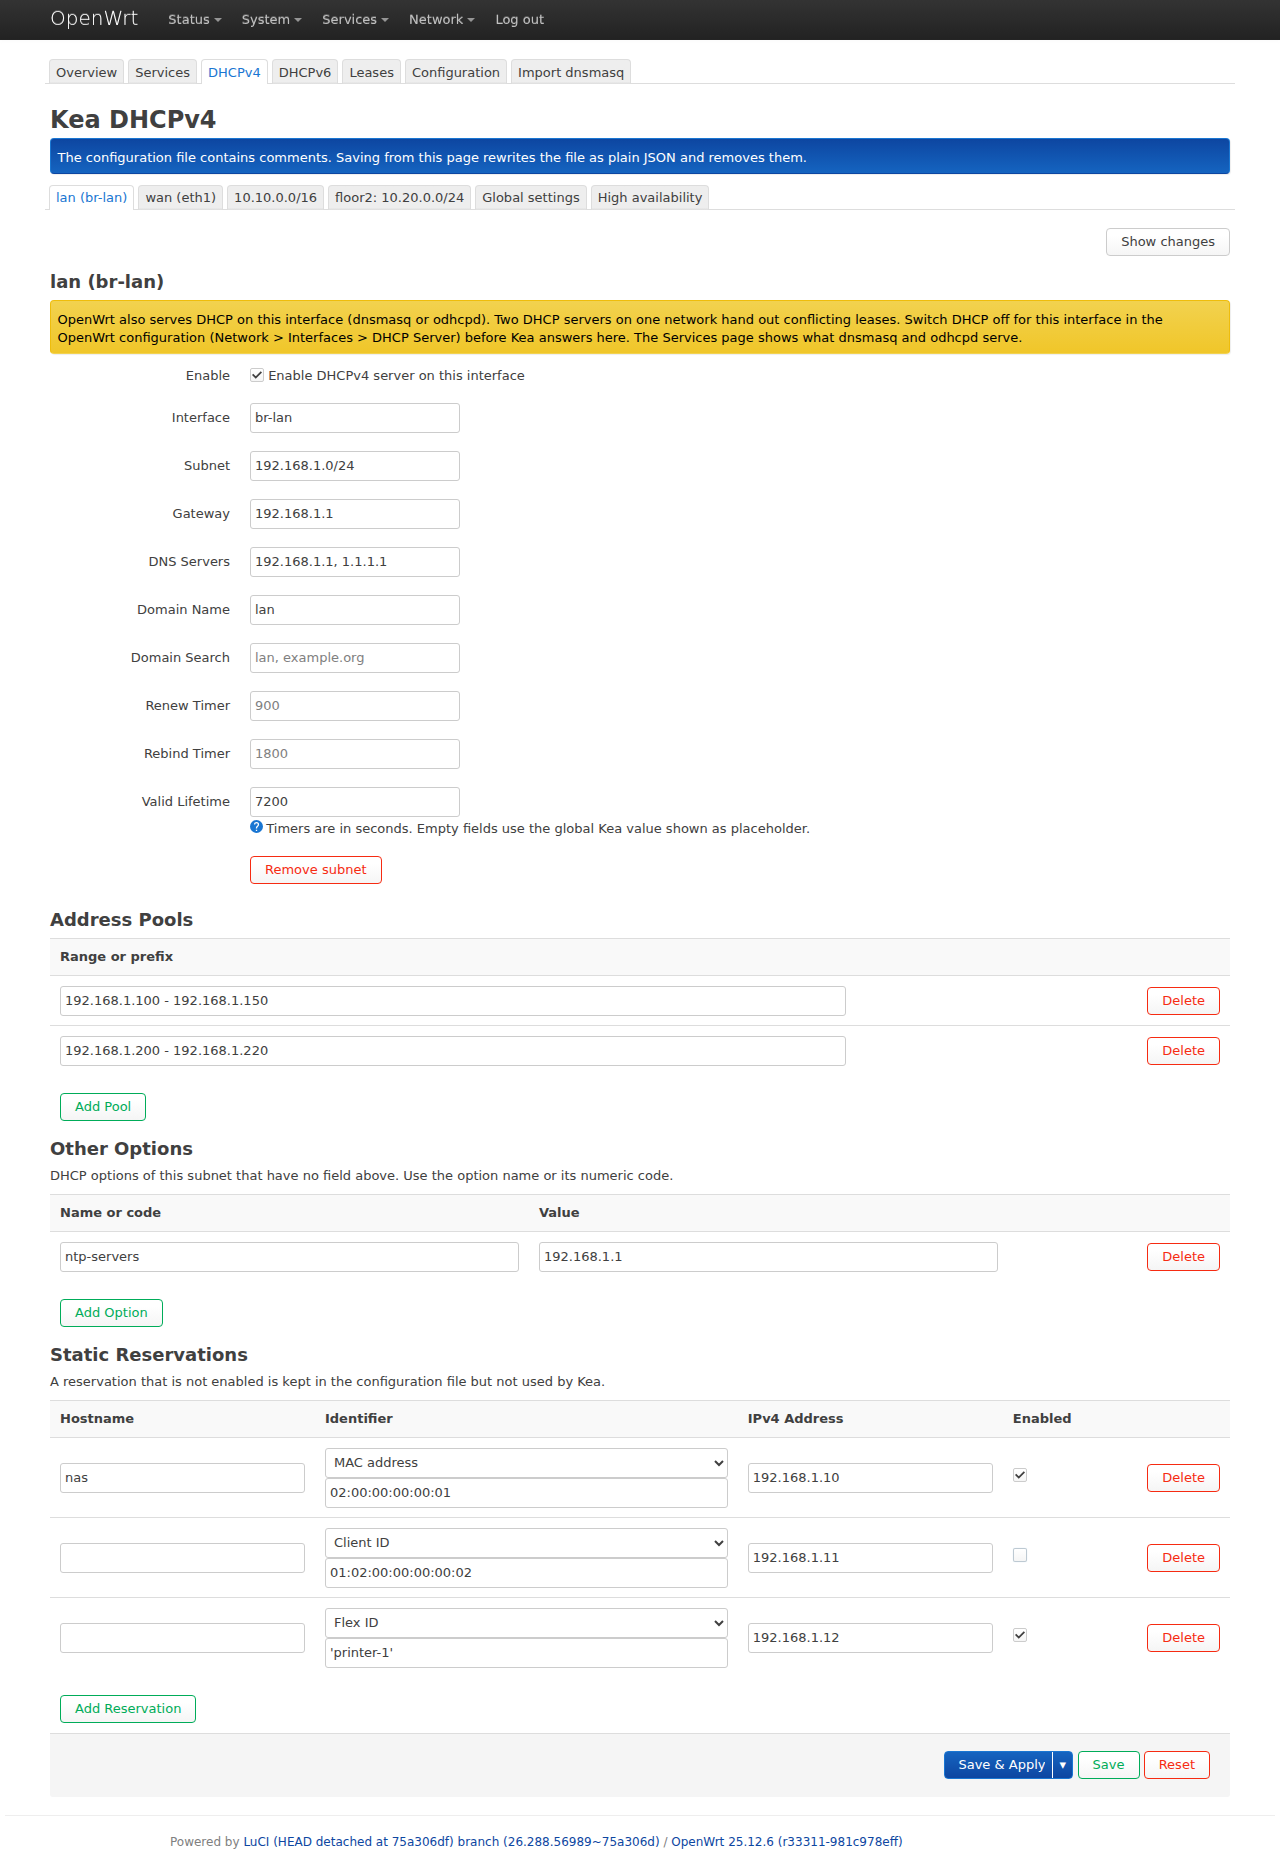 OpenWrt Status System Services Network Log out
Overview Services DHCPv4 DHCPv6 Leases Configuration Import dnsmasq
Kea DHCPv4
The configuration file contains comments. Saving from this page rewrites the file as plain JSON and removes them.
lan (br-lan) wan (eth1) 10.10.0.0/16 floor2: 10.20.0.0/24 Global settings High availability
Show changes
lan (br-lan)
OpenWrt also serves DHCP on this interface (dnsmasq or odhcpd). Two DHCP servers on one network hand out conflicting leases. Switch DHCP off for this interface in the
OpenWrt configuration (Network > Interfaces > DHCP Server) before Kea answers here. The Services page shows what dnsmasq and odhcpd serve.
Enable Enable DHCPv4 server on this interface
Interface br-lan
Subnet 192.168.1.0/24
Gateway 192.168.1.1
DNS Servers 192.168.1.1, 1.1.1.1
Domain Name lan
Domain Search lan, example.org
Renew Timer 900
Rebind Timer 1800
Valid Lifetime 7200
? Timers are in seconds. Empty fields use the global Kea value shown as placeholder.
Remove subnet
Address Pools
Range or prefix
192.168.1.100 - 192.168.1.150 Delete
192.168.1.200 - 192.168.1.220 Delete
Add Pool
Other Options
DHCP options of this subnet that have no field above. Use the option name or its numeric code.
Name or code Value
ntp-servers 192.168.1.1 Delete
Add Option
Static Reservations
A reservation that is not enabled is kept in the configuration file but not used by Kea.
Hostname Identifier IPv4 Address Enabled
MAC address
nas 192.168.1.10 Delete
02:00:00:00:00:01
Client ID
192.168.1.11 Delete
01:02:00:00:00:00:02
Flex ID
192.168.1.12 Delete
'printer-1'
Add Reservation
Save & Apply ▾ Save Reset
Powered by LuCI (HEAD detached at 75a306df) branch (26.288.56989~75a306d) / OpenWrt 25.12.6 (r33311-981c978eff)